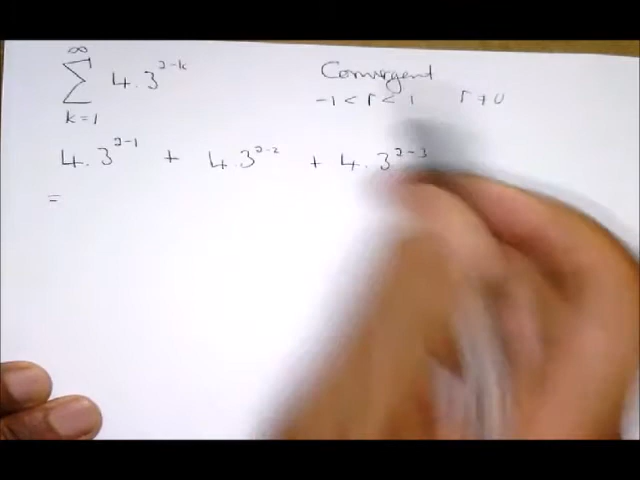 ∞
Σ 4.3^{2-k} Convergent
k=1 -1 < r < 1 r ≠ 0
4.3^{2-1} + 4.3^{2-2} + 4.3^{2-3}
=